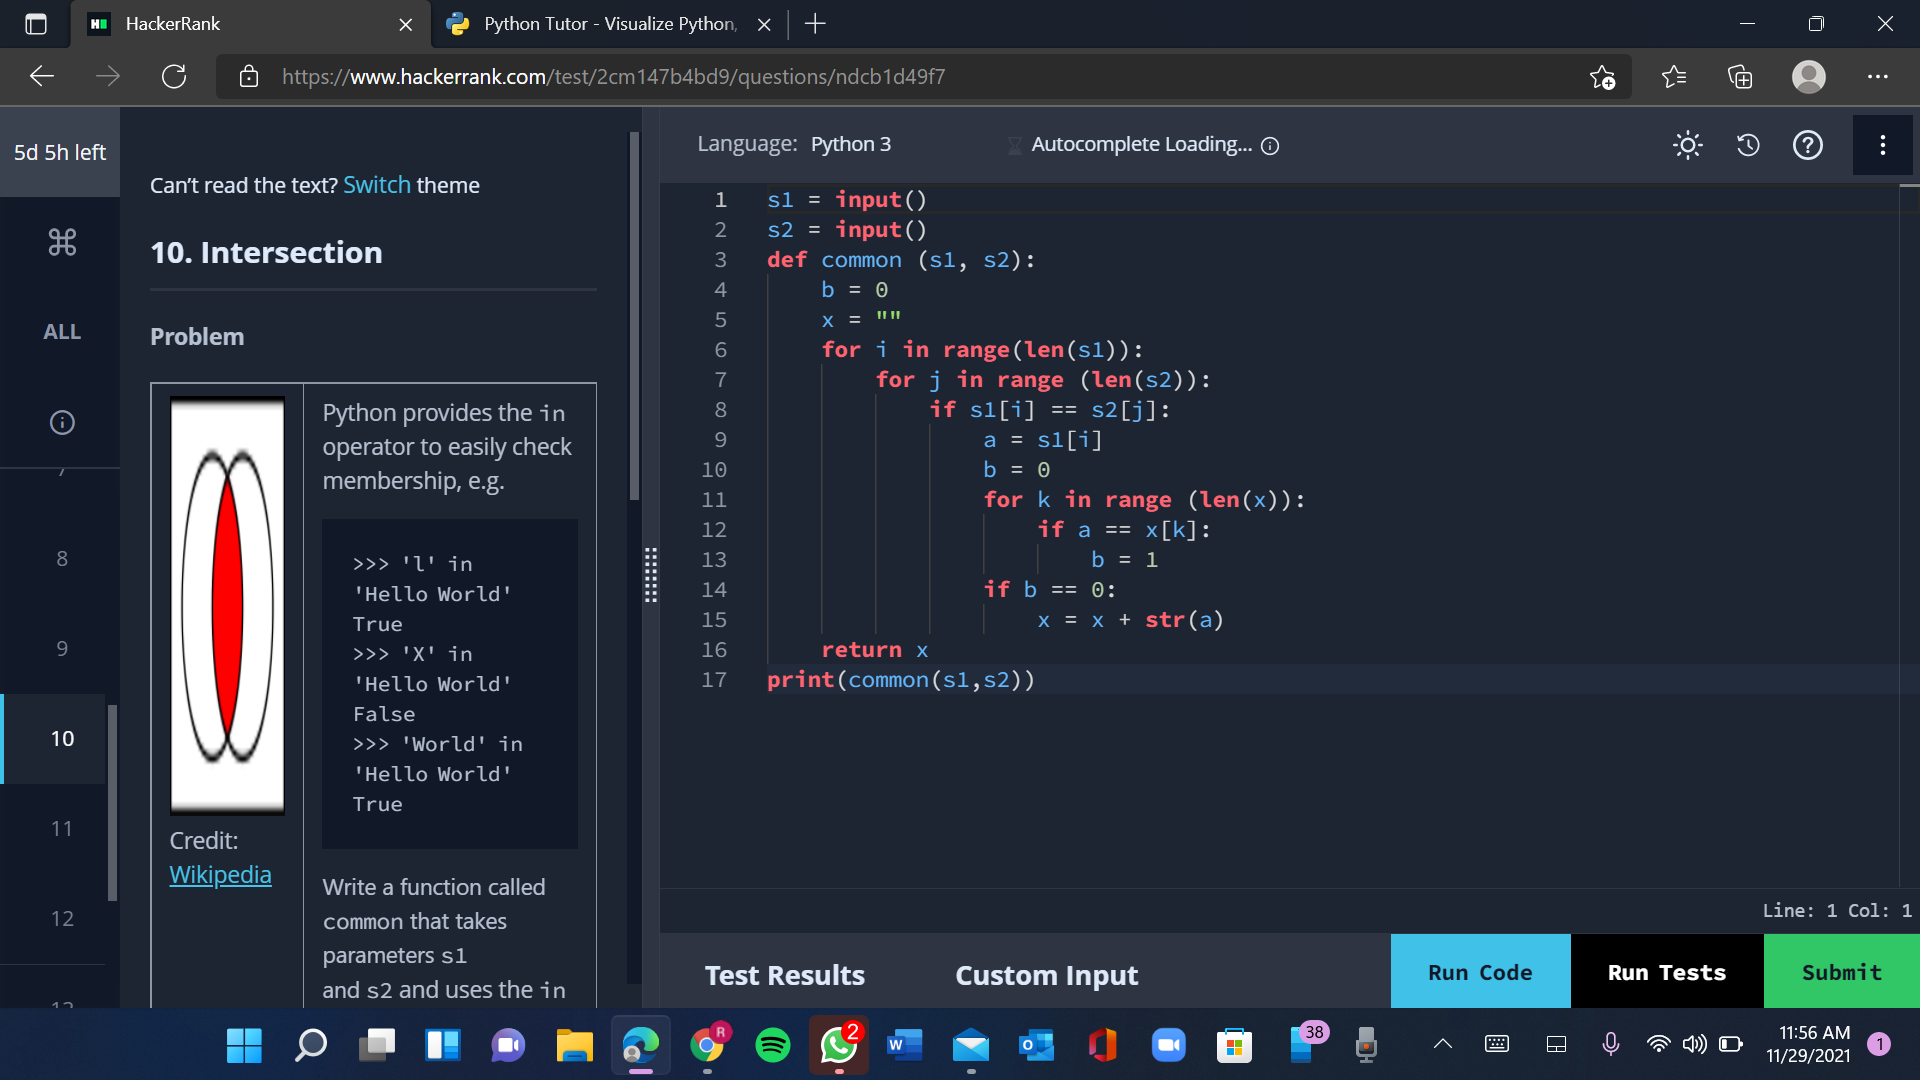 HackerRank
Python Tutor - Visualize Python,
https://www.hackerrank.com/test/2cm147b4bd9/questions/ndcb1d49f7
5d 5h left
ALL
7
8
9
10
11
12
Can't read the text? Switch theme
10. Intersection
Problem
Credit:
Wikipedia
Python provides the in
operator to easily check
membership, e.g.
>>> 'l' in
'Hello World'
True
>>> 'X' in
'Hello World'
False
>>> 'World' in
'Hello World'
True
Write a function called
common that takes
parameters s1
and s2 and uses the in
Language: Python 3
Autocomplete Loading...
1 s1 = input()
2 s2 = input()
3 def common (s1, s2):
4 b = 0
5 x = ""
6 for i in range(len(s1)):
7 for j in range (len(s2)):
8 if s1[i] == s2[j]:
9 a = s1[i]
10 b = 0
11 for k in range (len(x)):
12 if a == x[k]:
13 b = 1
14 if b == 0:
15 x = x + str(a)
16 return x
17 print(common(s1,s2))
Line: 1 Col: 1
Test Results
Custom Input
Run Code
Run Tests
Submit
R
2
38
11:56 AM
11/29/2021
1